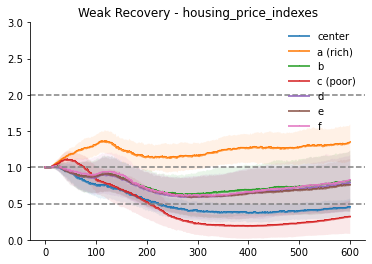 Weak Recovery - housing_price_indexes
3.0
2.5
2.0
1.5
1.0
0.5
0.0
center
a (rich)
b
c (poor)
d
e
f
0 100 200 300 400 500 600